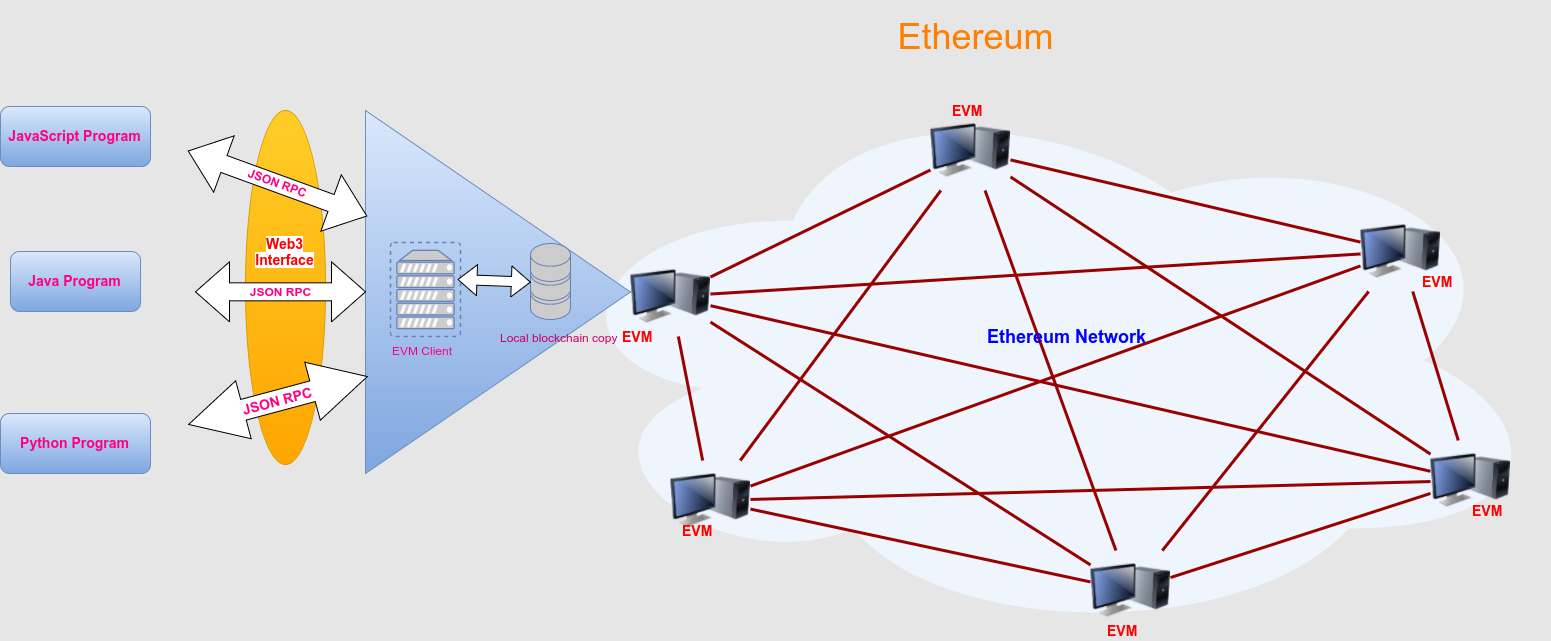 Ethereum
EVM
JavaScript Program
JSON RPC
Web3
Interface
Java Program
JSON RPC
EVM
Ethereum Network
Local blockchain copy
EVM
EVM Client
JSON RPC
Python Program
EVM
EVM
EVM